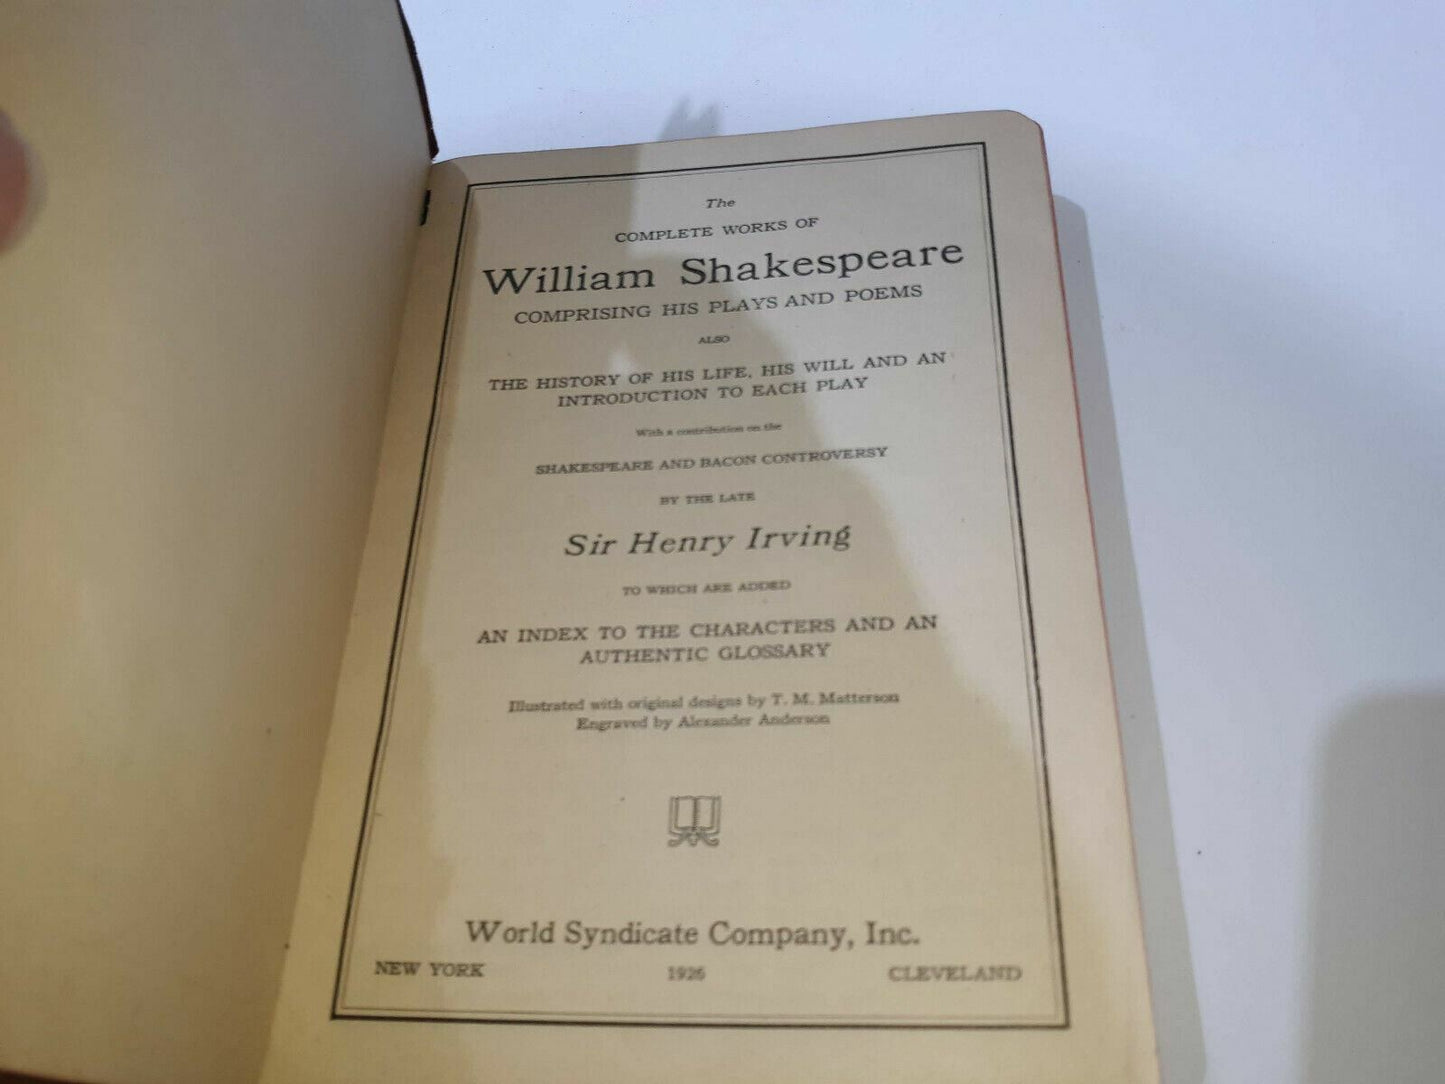 The
COMPLETE WORKS OF
William Shakespeare
COMPRISING HIS PLAYS AND POEMS
ALSO
THE HISTORY OF HIS LIFE, HIS WILL AND AN
INTRODUCTION TO EACH PLAY
With a contribution on the
SHAKESPEARE AND BACON CONTROVERSY
BY THE LATE
Sir Henry Irving
TO WHICH ARE ADDED
AN INDEX TO THE CHARACTERS AND AN
AUTHENTIC GLOSSARY
Illustrated with original designs by T. M. Matterson
Engraved by Alexander Anderson
World Syndicate Company, Inc.
NEW YORK 1926 CLEVELAND